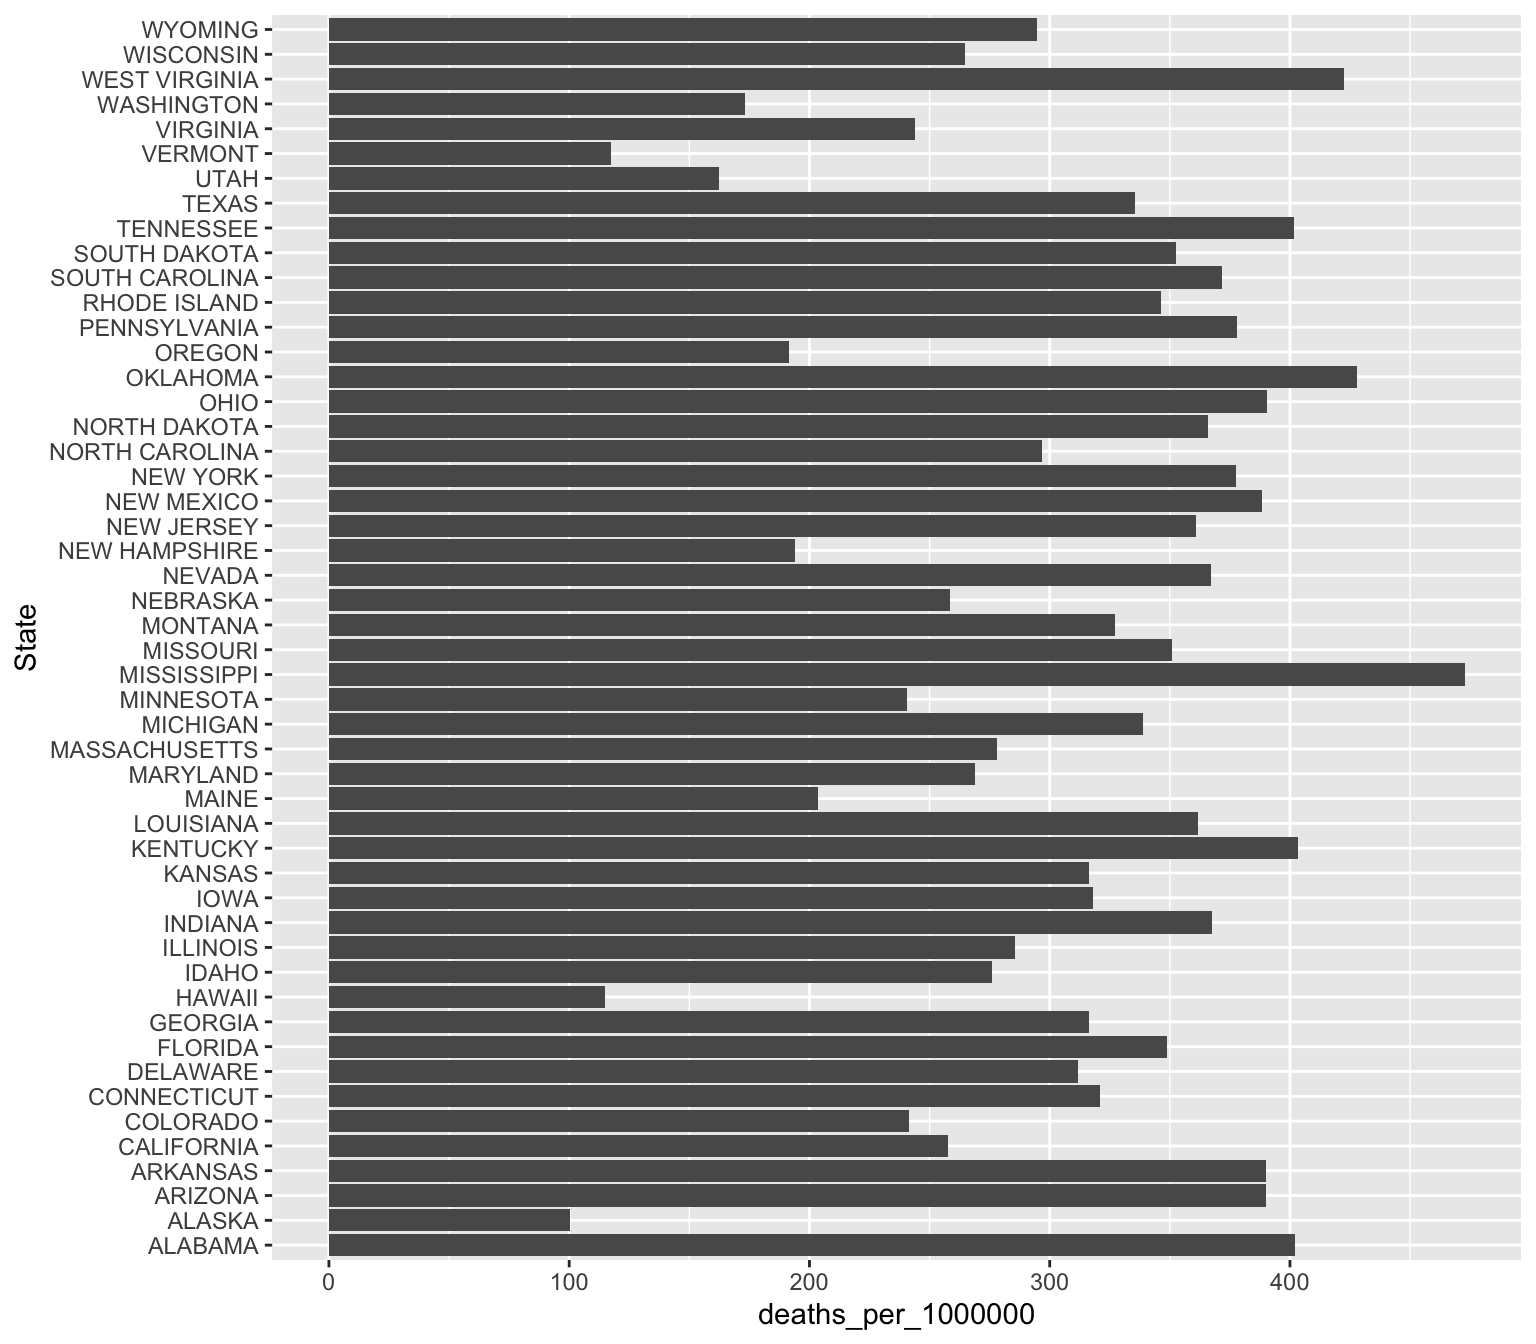 WYOMING
WISCONSIN
WEST VIRGINIA
WASHINGTON
VIRGINIA
VERMONT
UTAH
TEXAS
TENNESSEE
SOUTH DAKOTA
SOUTH CAROLINA
RHODE ISLAND
PENNSYLVANIA
OREGON
OKLAHOMA
OHIO
NORTH DAKOTA
NORTH CAROLINA
NEW YORK
NEW MEXICO
NEW JERSEY
NEW HAMPSHIRE
NEVADA
NEBRASKA
MONTANA
MISSOURI
MISSISSIPPI
MINNESOTA
MICHIGAN
MASSACHUSETTS
MARYLAND
MAINE
LOUISIANA
KENTUCKY
KANSAS
IOWA
INDIANA
ILLINOIS
IDAHO
HAWAII
GEORGIA
FLORIDA
DELAWARE
CONNECTICUT
COLORADO
CALIFORNIA
ARKANSAS
ARIZONA
ALASKA
ALABAMA
State
0 100 200 300 400
deaths_per_1000000